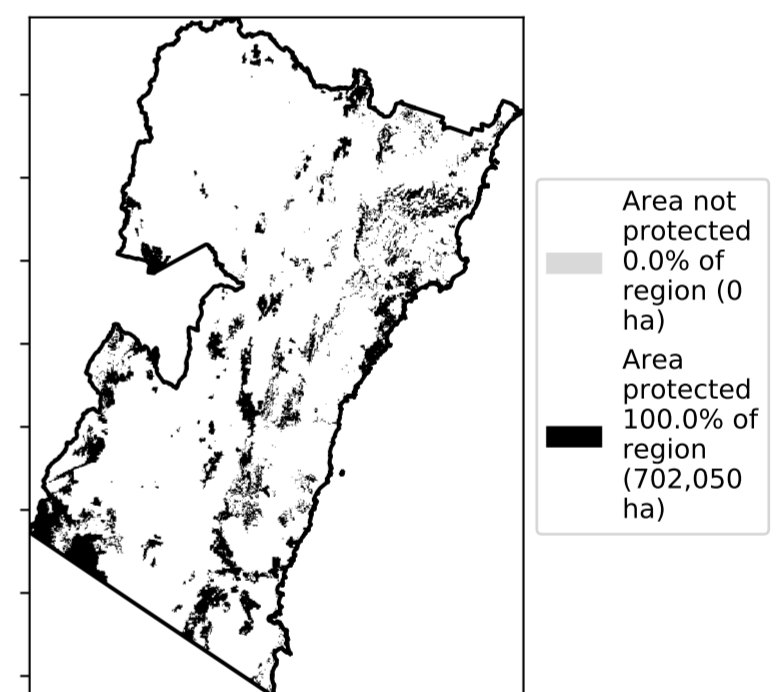 Area not
protected
0.0% of
region (0
ha)
Area
protected
100.0% of
region
(702,050
ha)